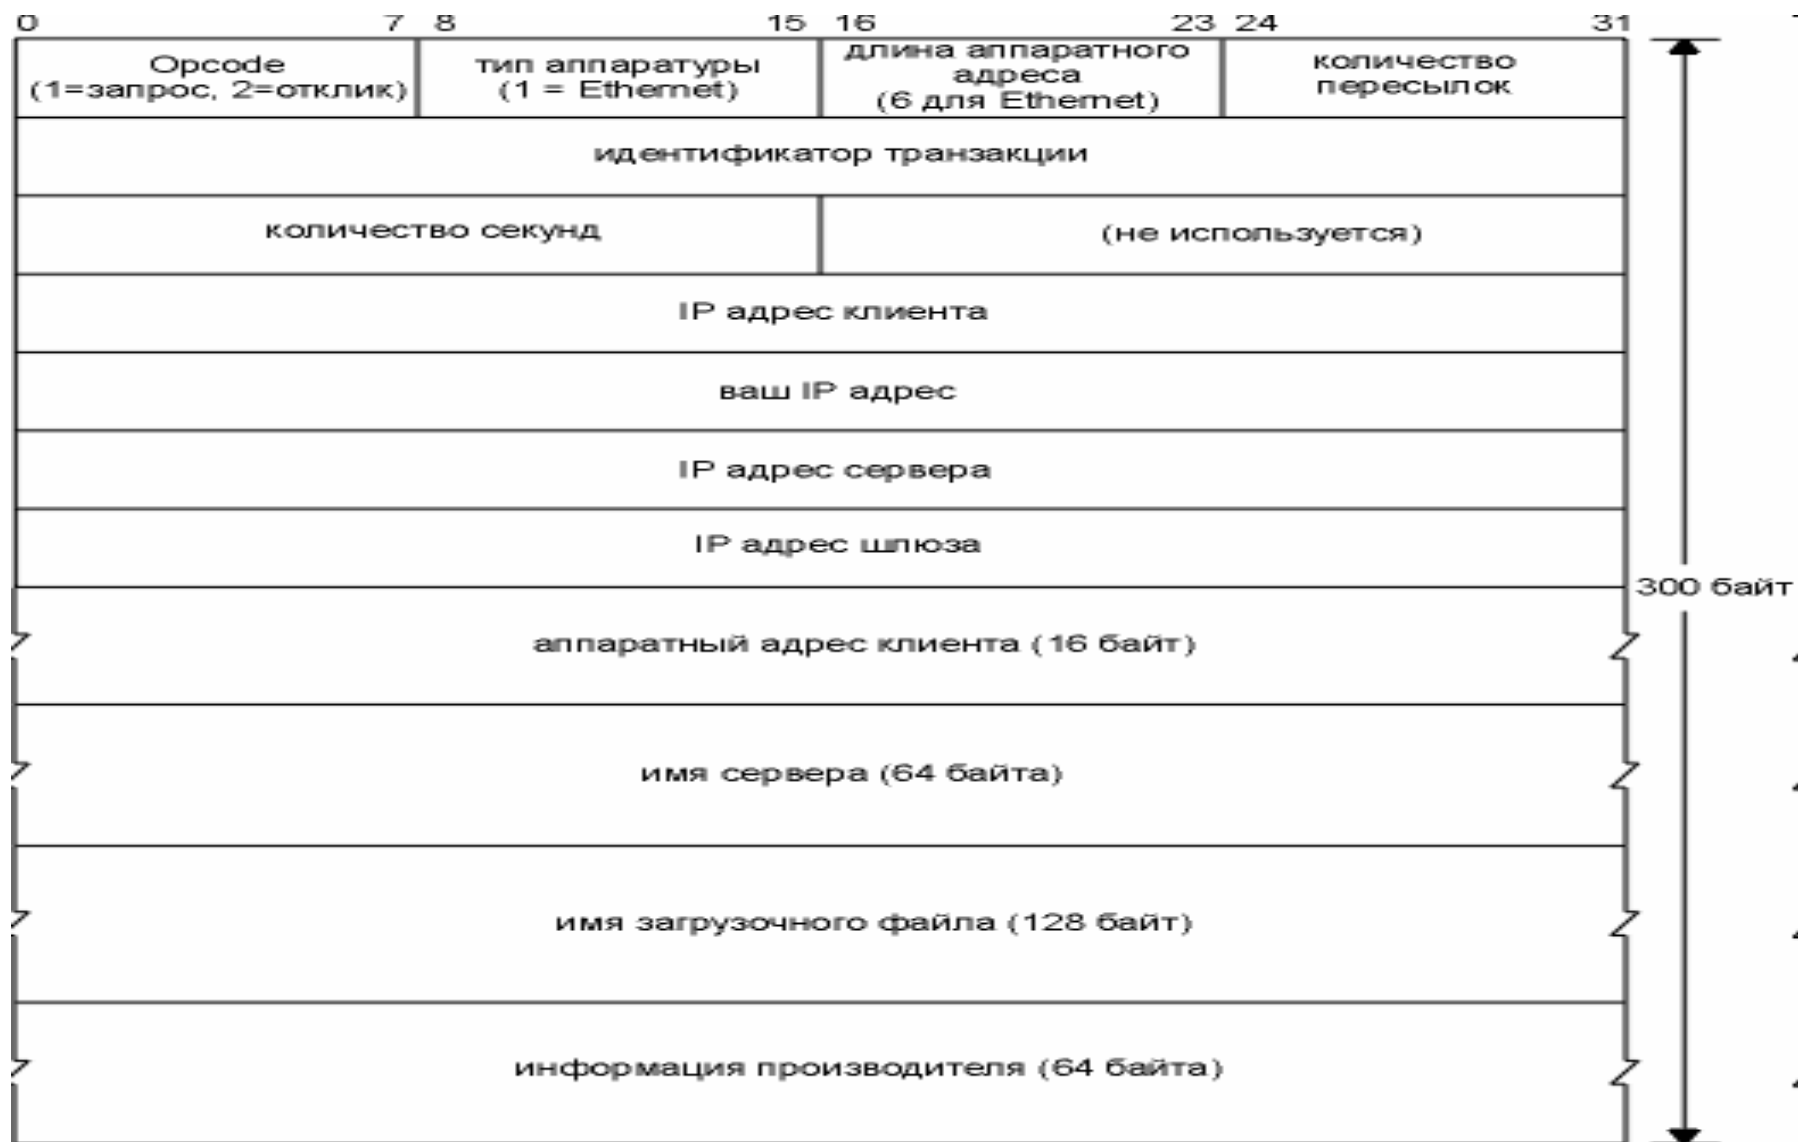 0 7 8 15 16 23 24 31
Opcode
(1=запрос, 2=отклик)
тип аппаратуры
(1 = Ethernet)
длина аппаратного
адреса
(6 для Ethernet)
количество
пересылок
идентификатор транзакции
количество секунд
(не используется)
IP адрес клиента
ваш IP адрес
IP адрес сервера
IP адрес шлюза
300 байт
аппаратный адрес клиента (16 байт)
имя сервера (64 байта)
имя загрузочного файла (128 байт)
информация производителя (64 байта)